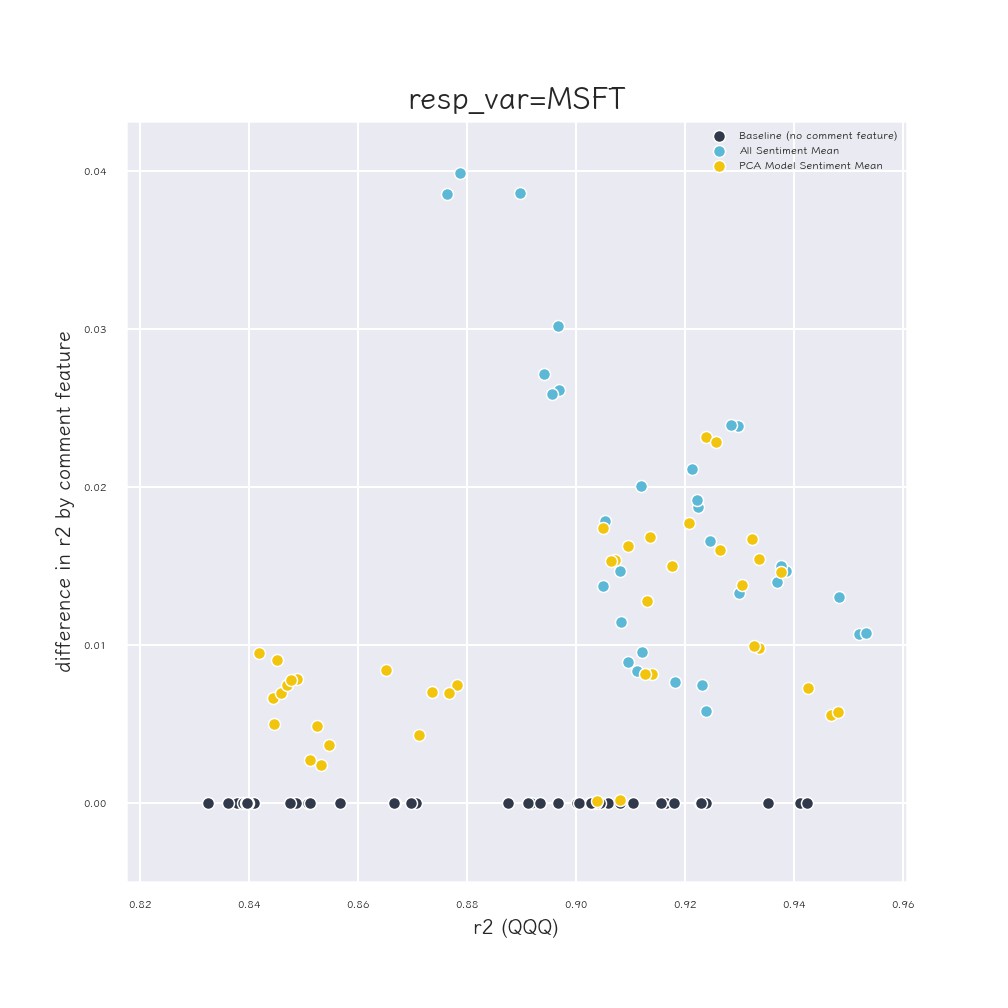 resp_var=MSFT
Baseline (no comment feature)
All Sentiment Mean
PCA Model Sentiment Mean
difference in r2 by comment feature
0.04
0.03
0.02
0.01
0.00
0.82 0.84 0.86 0.88 0.90 0.92 0.94 0.96
r2 (QQQ)